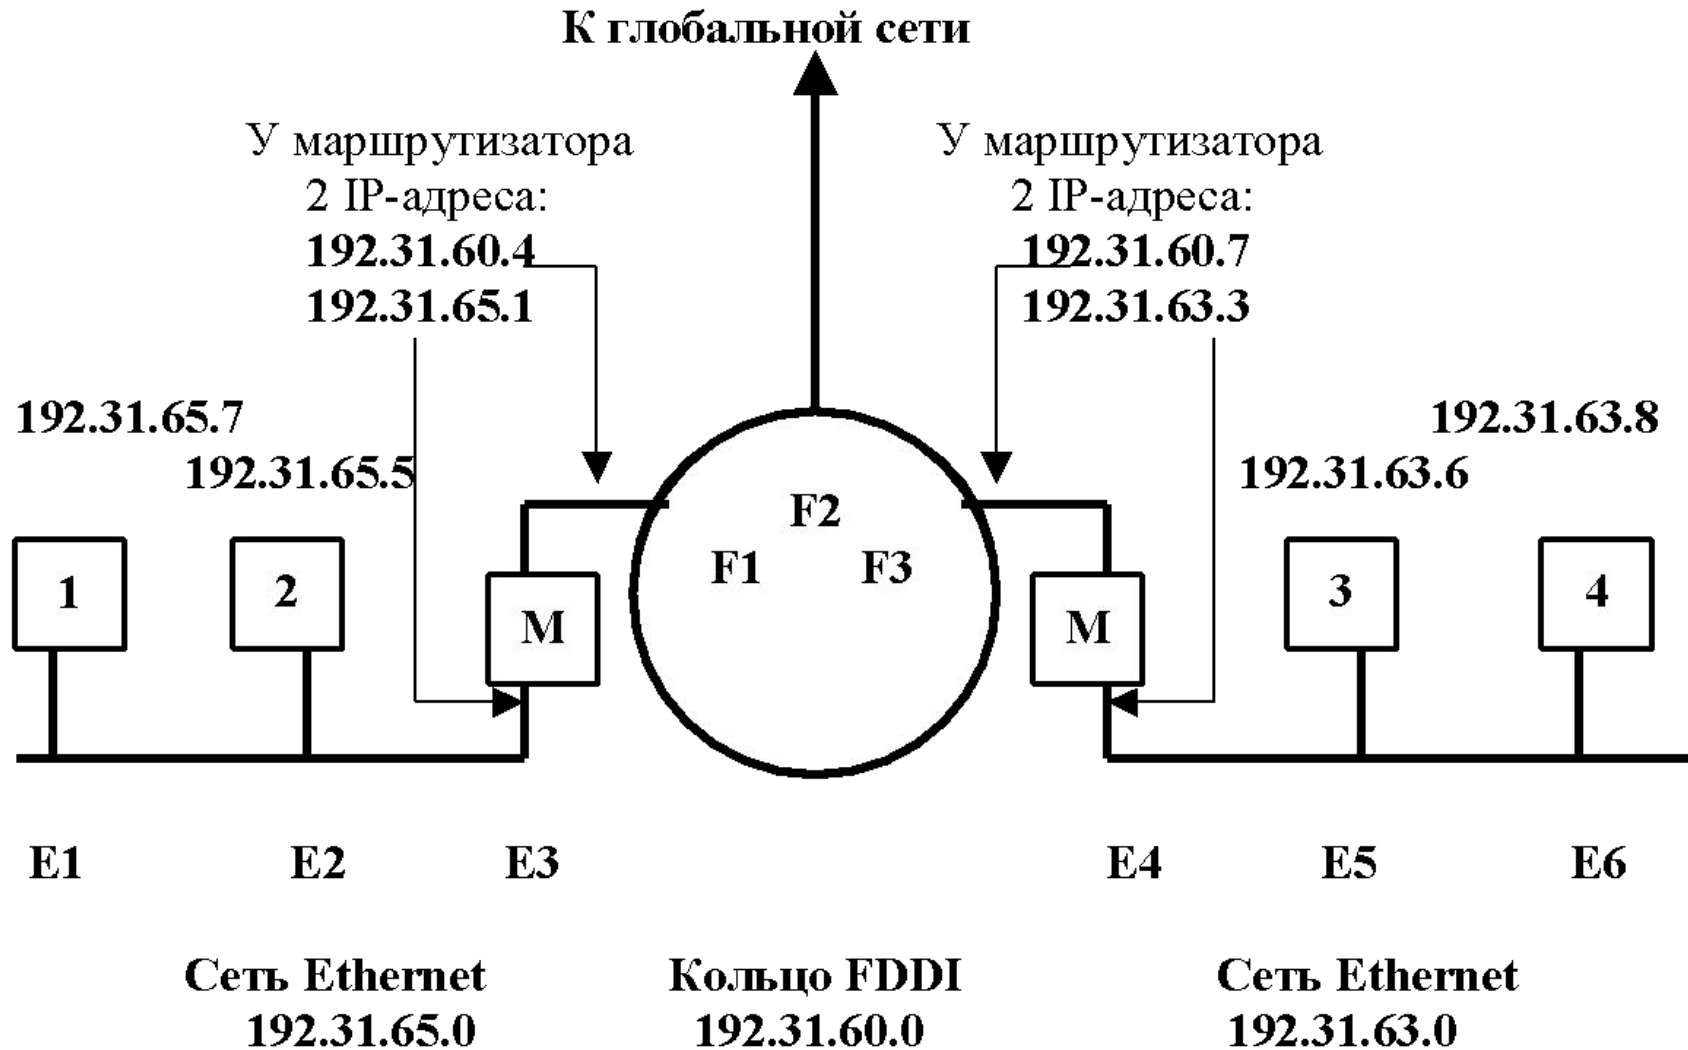 К глобальной сети
У маршрутизатора
2 IP-адреса:
192.31.60.4
192.31.65.1
У маршрутизатора
2 IP-адреса:
192.31.60.7
192.31.63.3
192.31.65.7
192.31.65.5
192.31.63.8
192.31.63.6
F2
F1
F3
1
2
М
М
3
4
E1
E2
E3
E4
E5
E6
Сеть Ethernet
192.31.65.0
Кольцо FDDI
192.31.60.0
Сеть Ethernet
192.31.63.0